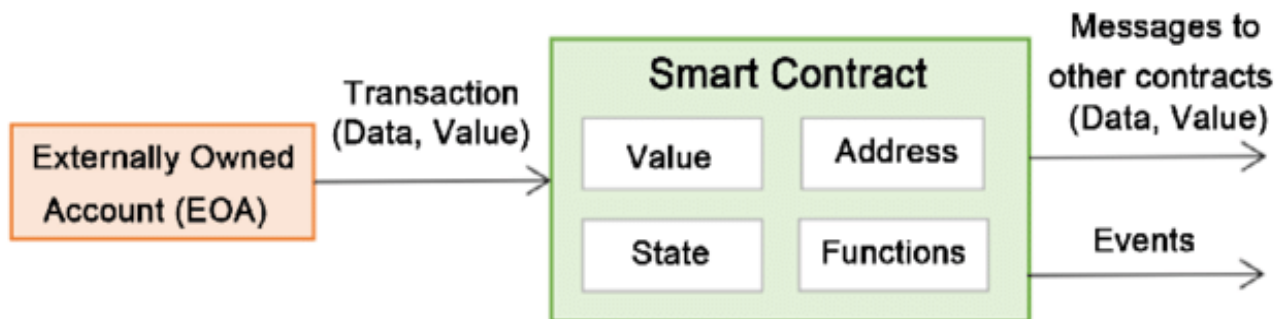 Externally Owned
Account (EOA)
Transaction
(Data, Value)
Smart Contract
Value
Address
State
Functions
Messages to
other contracts
(Data, Value)
Events